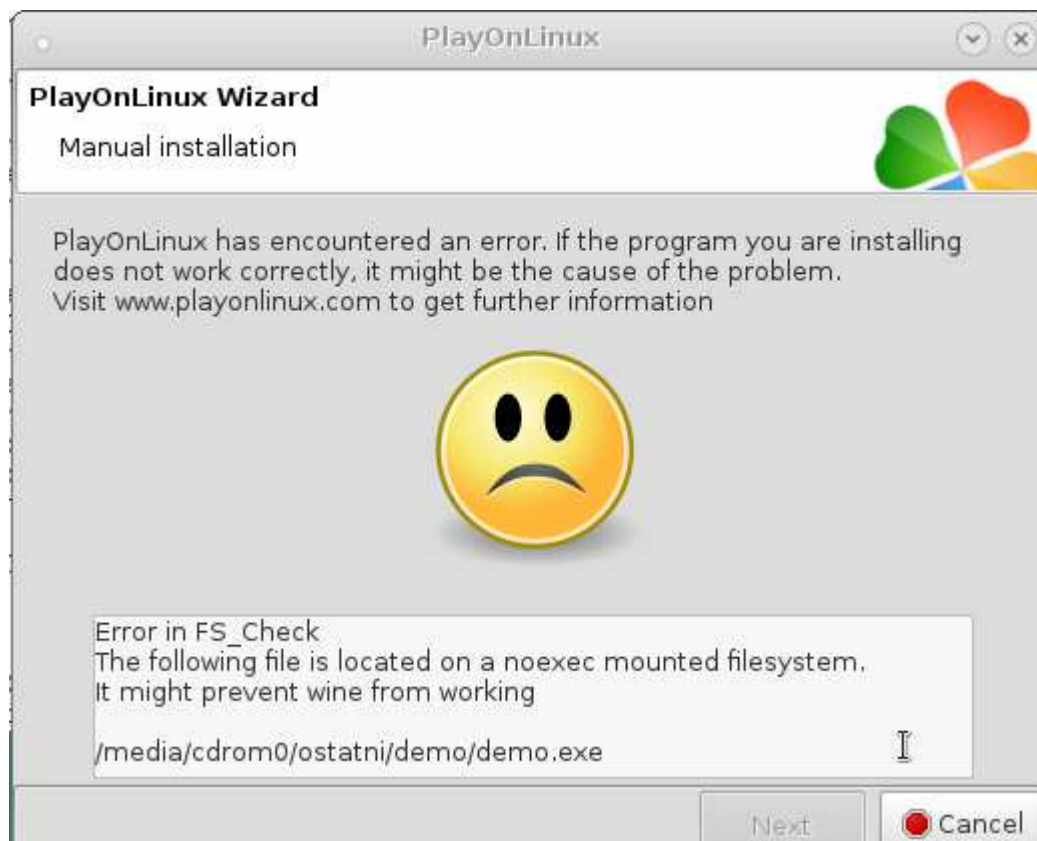 PlayOnLinux
PlayOnLinux Wizard
Manual installation
PlayOnLinux has encountered an error. If the program you are installing
does not work correctly, it might be the cause of the problem.
Visit www.playonlinux.com to get further information
Error in FS_Check
The following file is located on a noexec mounted filesystem.
It might prevent wine from working
/media/cdrom0/ostatni/demo/demo.exe
Next
Cancel